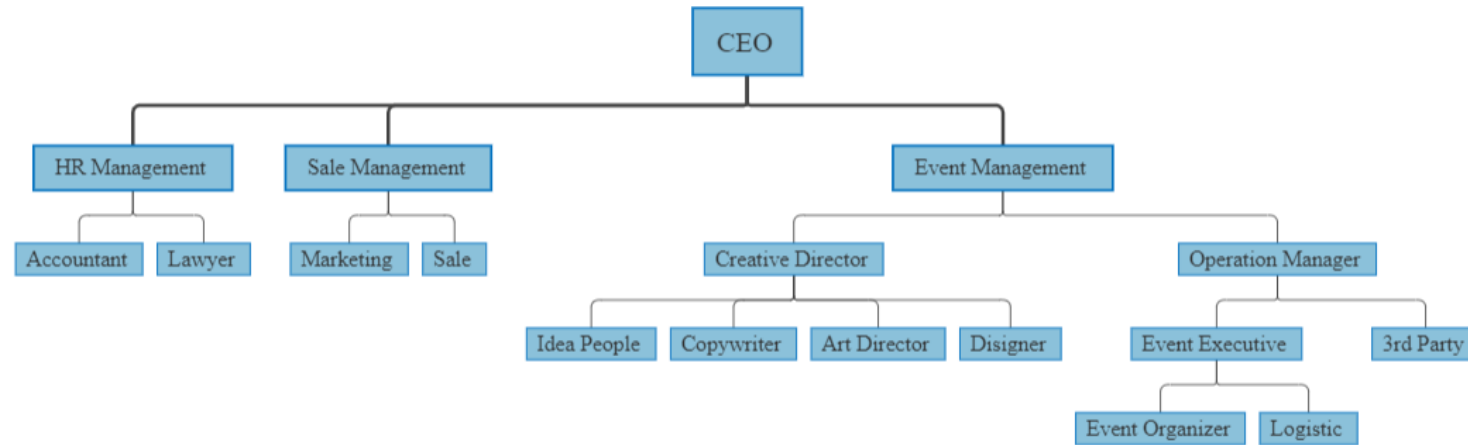 CEO
HR Management
Sale Management
Event Management
Accountant
Lawyer
Marketing
Sale
Creative Director
Operation Manager
Idea People
Copywriter
Art Director
Disigner
Event Executive
3rd Party
Event Organizer
Logistic